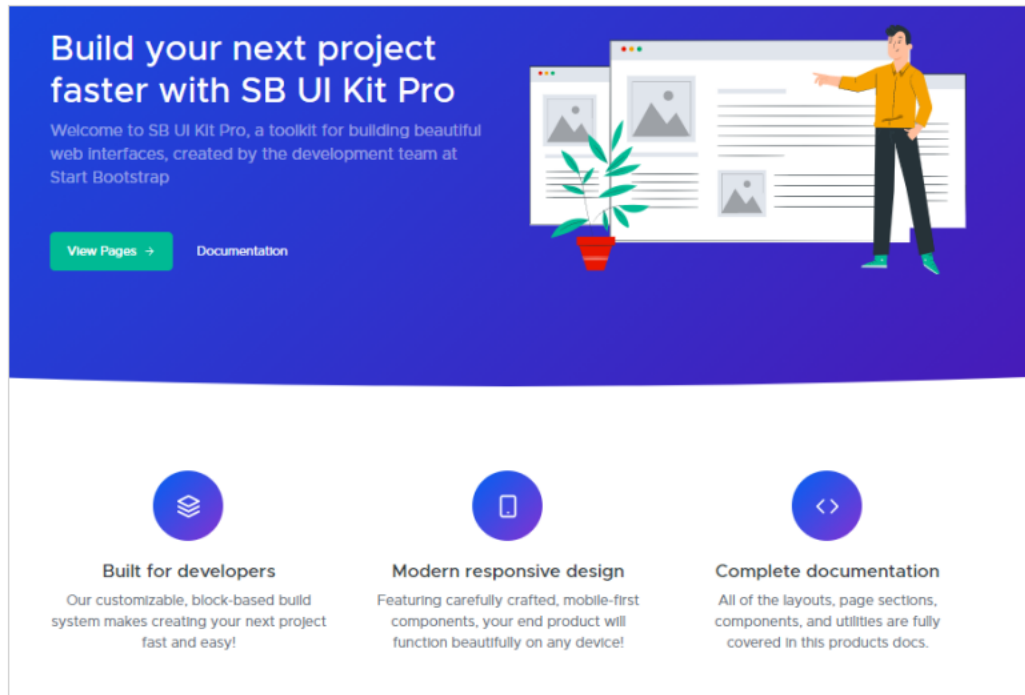 Build your next project
faster with SB UI Kit Pro
Welcome to SB UI Kit Pro, a toolkit for building beautiful
web interfaces, created by the development team at
Start Bootstrap
View Pages →
Documentation
Built for developers
Our customizable, block-based build
system makes creating your next project
fast and easy!
Modern responsive design
Featuring carefully crafted, mobile-first
components, your end product will
function beautifully on any device!
Complete documentation
All of the layouts, page sections,
components, and utilities are fully
covered in this products docs.